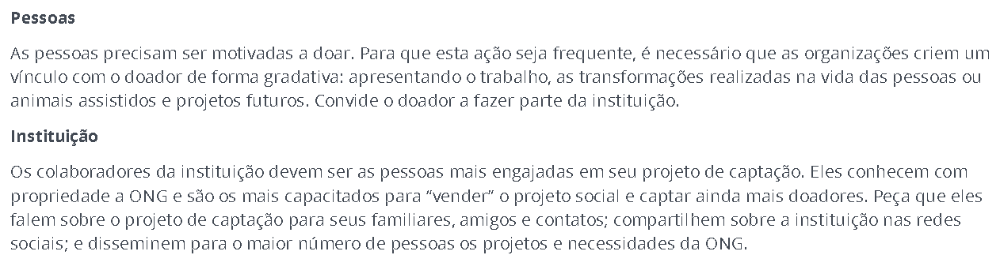 Pessoas
As pessoas precisam ser motivadas a doar. Para que esta ação seja frequente, é necessário que as organizações criem um
vínculo com o doador de forma gradativa: apresentando o trabalho, as transformações realizadas na vida das pessoas ou
animais assistidos e projetos futuros. Convide o doador a fazer parte da instituição.
Instituição
Os colaboradores da instituição devem ser as pessoas mais engajadas em seu projeto de captação. Eles conhecem com
propriedade a ONG e são os mais capacitados para “vender” o projeto social e captar ainda mais doadores. Peça que eles
falem sobre o projeto de captação para seus familiares, amigos e contatos; compartilhem sobre a instituição nas redes
sociais; e disseminem para o maior número de pessoas os projetos e necessidades da ONG.